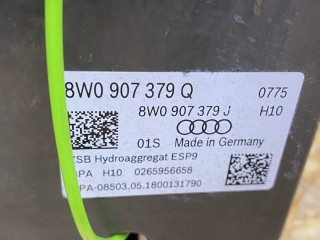 8W0 907 379 Q 0775
8W0 907 379 J H10
01S Made in Germany
ZSB Hydroaggregat ESP9
PA H10 0265956658
PA-08503.05.1800131790